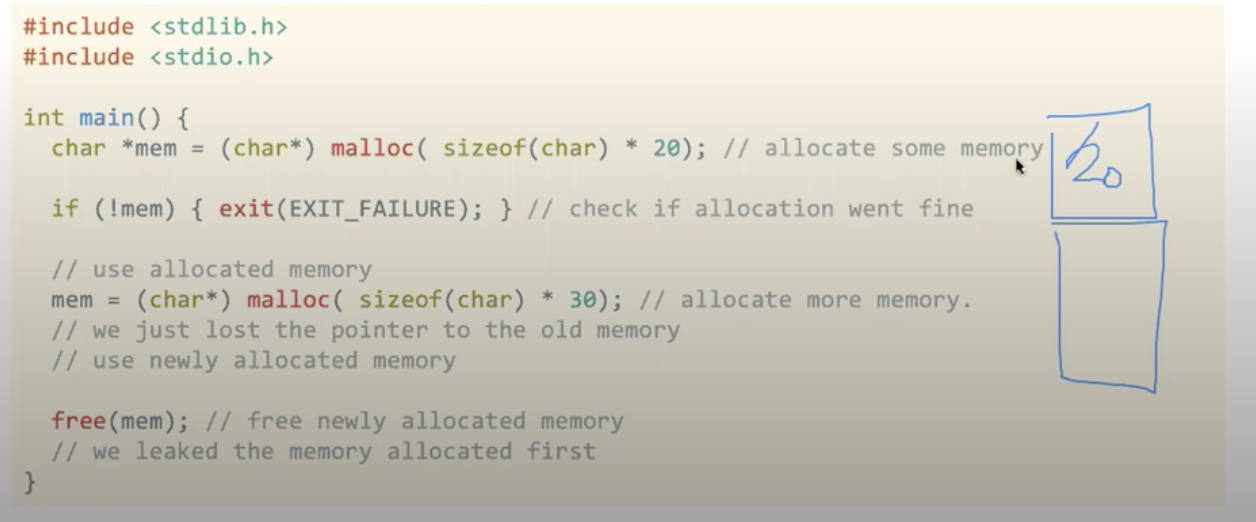 #include <stdlib.h>
#include <stdio.h>
int main() {
char *mem = (char*) malloc( sizeof(char) * 20); // allocate some memory
20
if (!mem) { exit(EXIT_FAILURE); } // check if allocation went fine
// use allocated memory
mem = (char*) malloc( sizeof(char) * 30); // allocate more memory.
// we just lost the pointer to the old memory
// use newly allocated memory
free(mem); // free newly allocated memory
// we leaked the memory allocated first
}